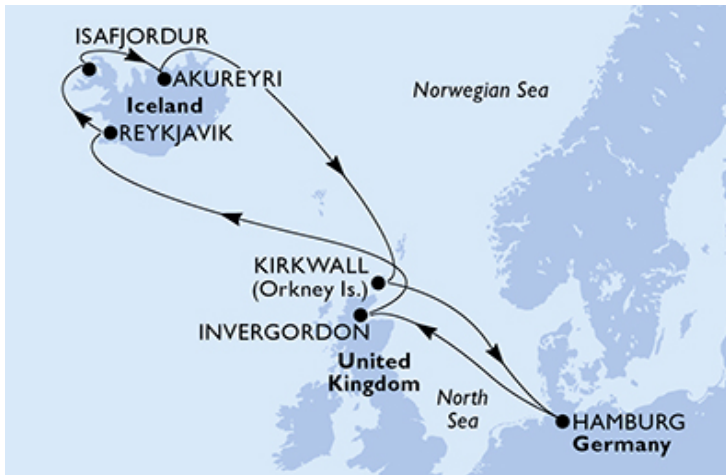 ISAFJORDUR
AKUREYRI
Iceland
REYKJAVIK
Norwegian Sea
KIRKWALL
(Orkney Is.)
INVERGORDON
United
Kingdom
North
Sea
HAMBURG
Germany